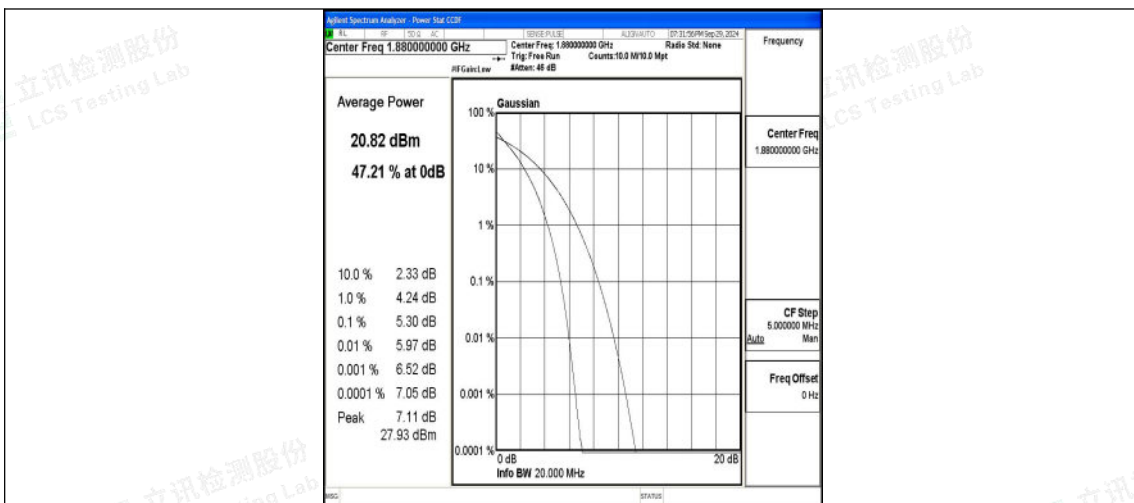 Agilent Spectrum Analyzer - Power Stat CCDF
RL RF 50 Ω AC SENSE:PULSE ALIGNAUTO 07:31:56PM Sep 29, 2024
Center Freq 1.880000000 GHz
Center Freq: 1.880000000 GHz Radio Std: None
Trig: Free Run Counts:10.0 M/10.0 Mpt
#IFGain:Low #Atten: 46 dB
Frequency
Average Power
20.82 dBm
47.21 % at 0dB
10.0 % 2.33 dB
1.0 % 4.24 dB
0.1 % 5.30 dB
0.01 % 5.97 dB
0.001 % 6.52 dB
0.0001 % 7.05 dB
Peak 7.11 dB
27.93 dBm
Gaussian
100 %
10 %
1 %
0.1 %
0.01 %
0.001 %
0.0001 %
0 dB 20 dB
Info BW 20.000 MHz
Center Freq
1.880000000 GHz
CF Step
5.000000 MHz
Auto Man
Freq Offset
0 Hz
MSG STATUS
立讯检测股份
LCS Testing Lab
立讯检测股份
LCS Testing Lab
立讯检测股份